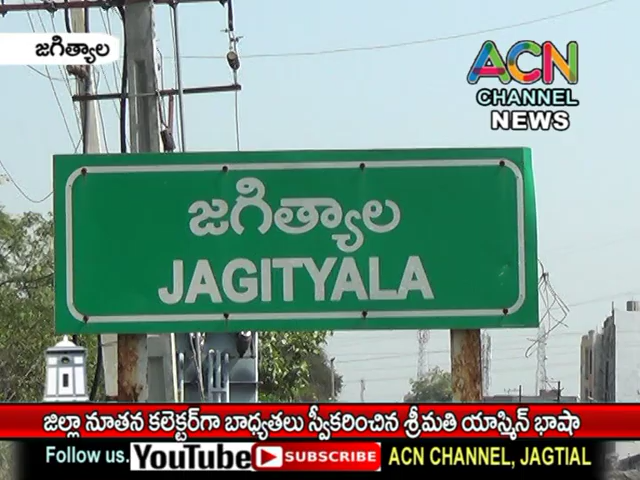 జగిత్యాల
ACN
CHANNEL
NEWS
జగిత్యాల
JAGITYALA
జిల్లా నూతన కలెక్టర్‌గా బాధ్యతలు స్వీకరించిన శ్రీమతి యాస్మిన్ భాషా
Follow us. YouTube SUBSCRIBE ACN CHANNEL, JAGTIAL